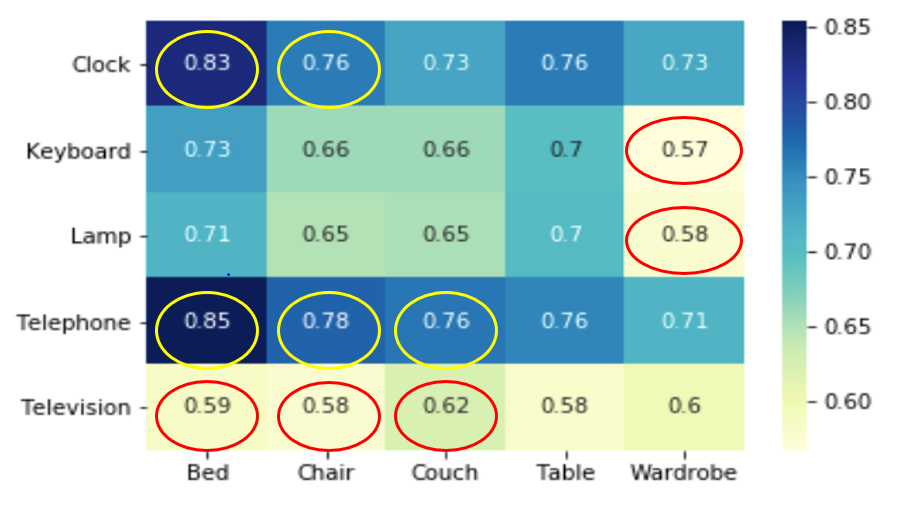 Clock 0.83 0.76 0.73 0.76 0.73
Keyboard 0.73 0.66 0.66 0.7 0.57
Lamp 0.71 0.65 0.65 0.7 0.58
Telephone 0.85 0.78 0.76 0.76 0.71
Television 0.59 0.58 0.62 0.58 0.6
Bed Chair Couch Table Wardrobe
0.85
0.80
0.75
0.70
0.65
0.60